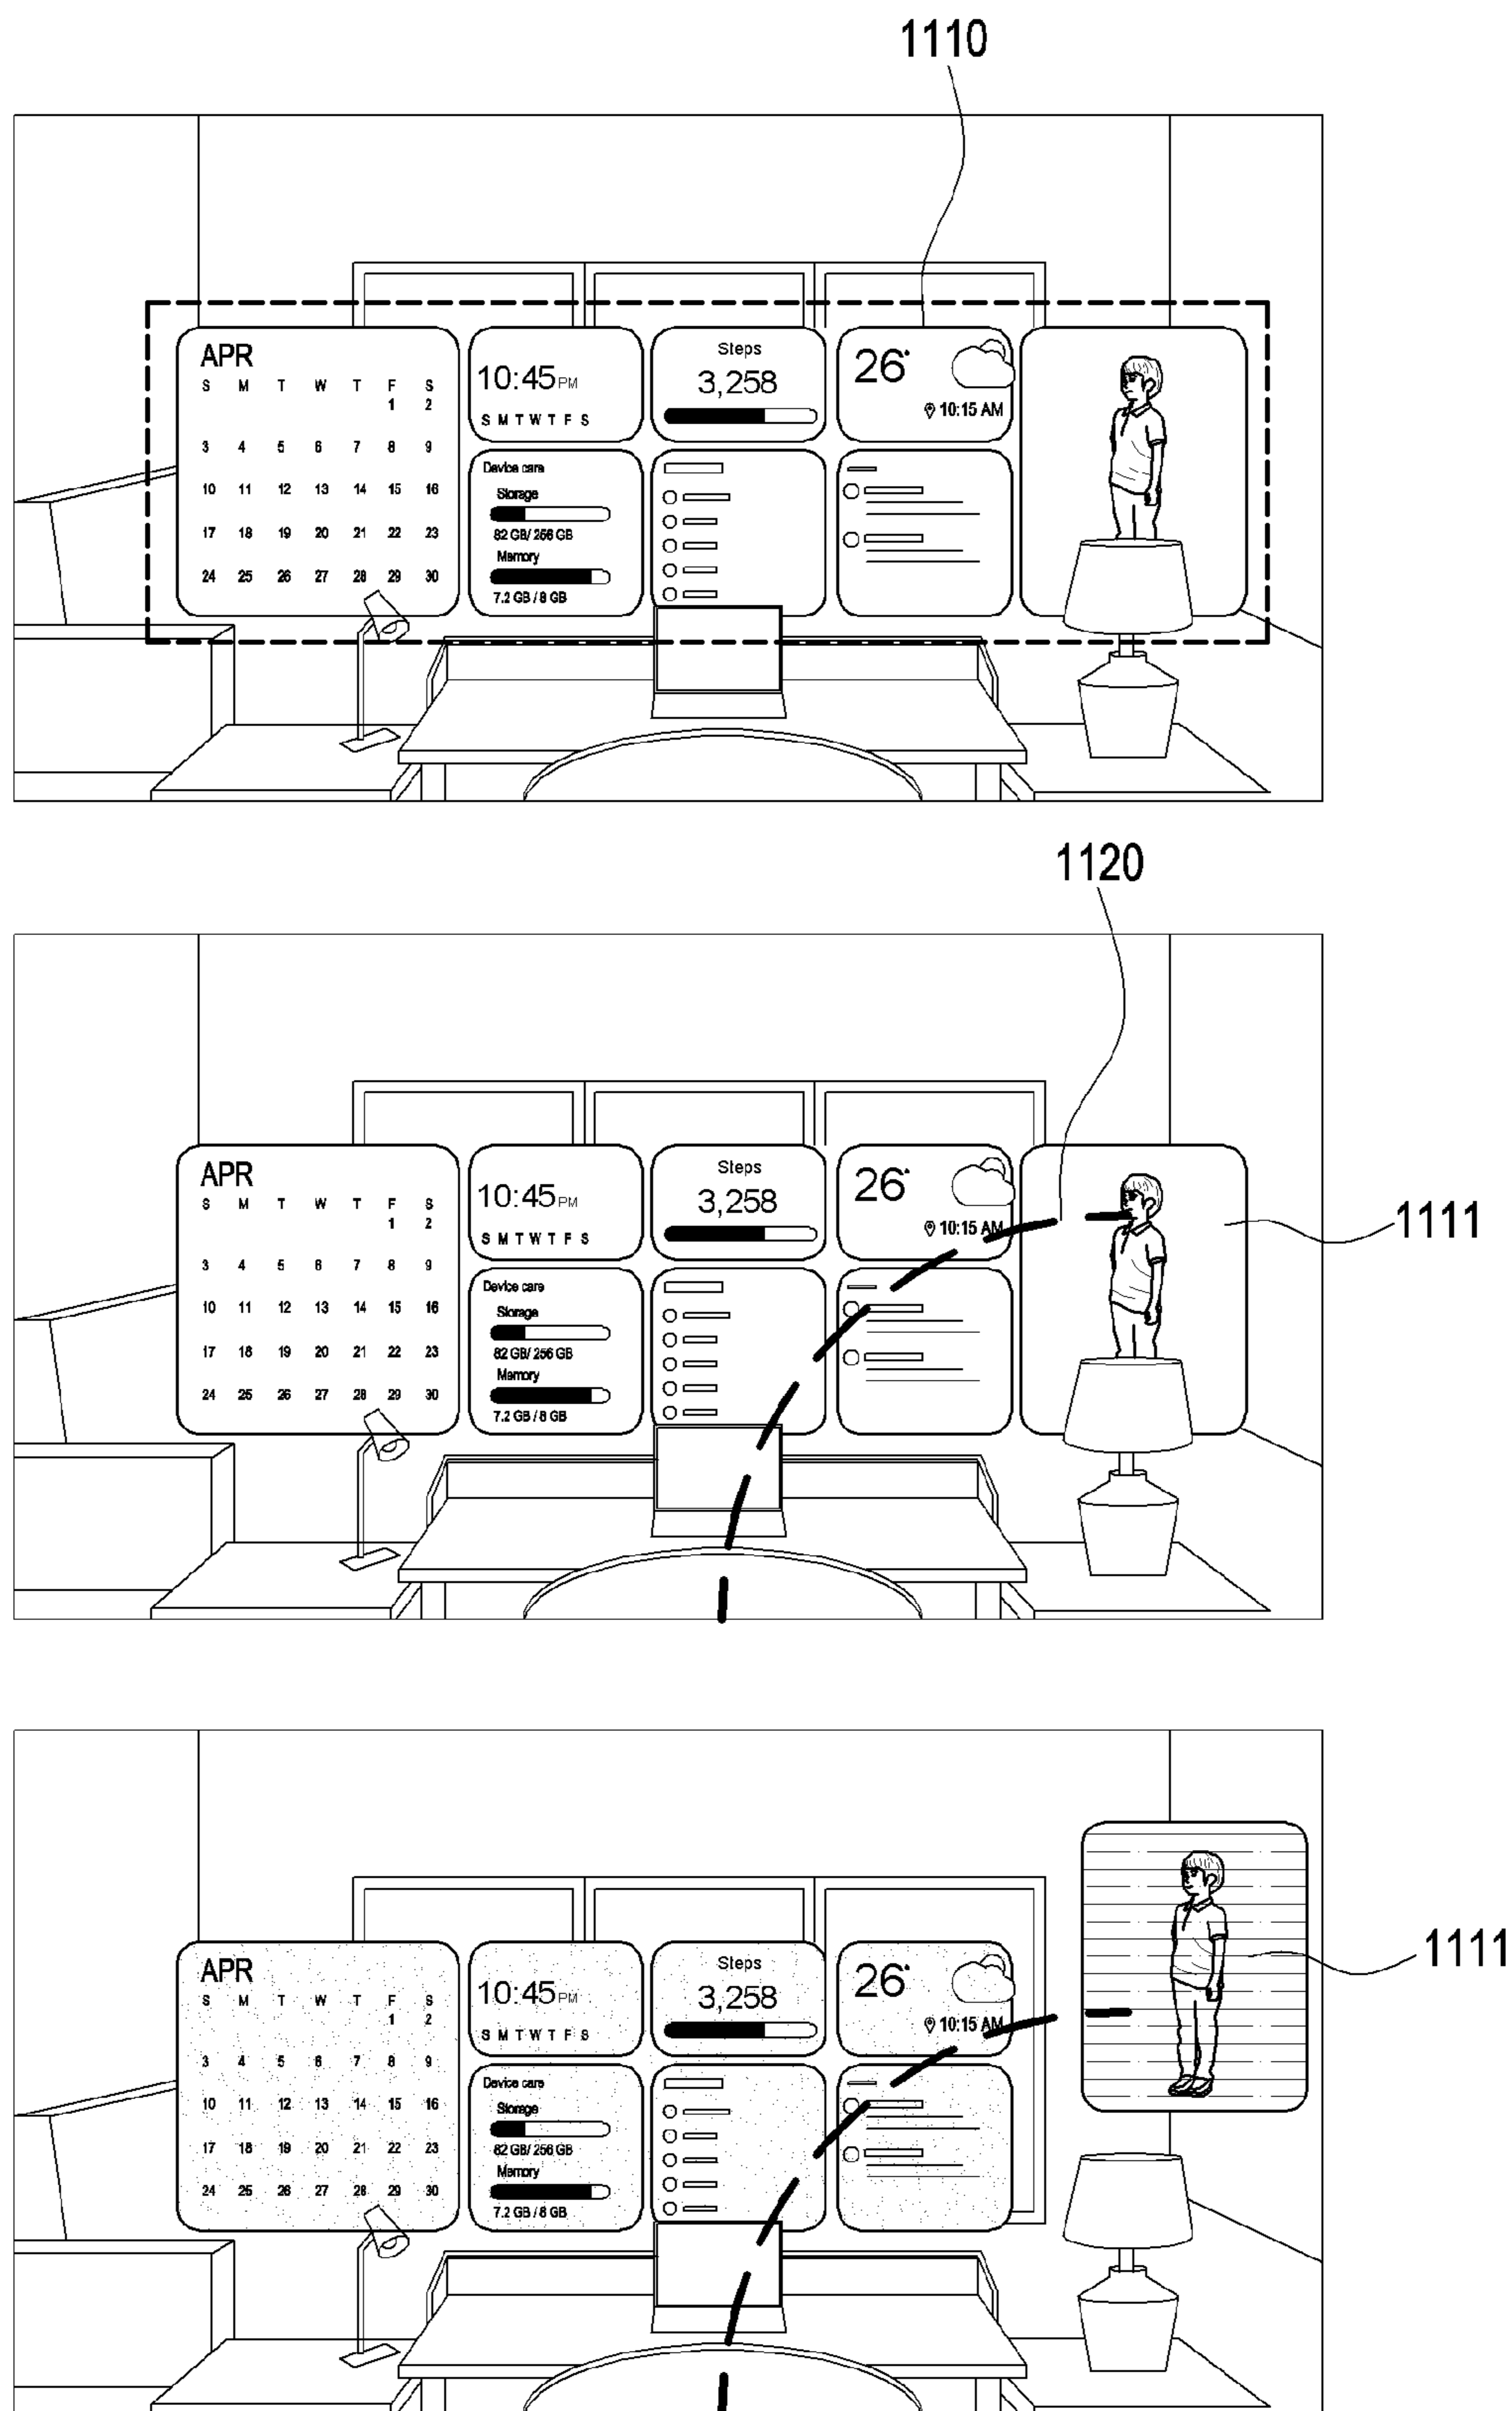 1110
APR
S M T W T F S
1 2
3 4 5 6 7 8 9
10 11 12 13 14 15 16
17 18 19 20 21 22 23
24 25 26 27 28 29 30
10:45 PM
S M T W T F S
Steps
3,258
26°
10:15 AM
Device care
Storage
82 GB/ 256 GB
Memory
7.2 GB / 8 GB
1120
APR
S M T W T F S
1 2
3 4 5 6 7 8 9
10 11 12 13 14 15 16
17 18 19 20 21 22 23
24 25 26 27 28 29 30
10:45 PM
S M T W T F S
Steps
3,258
26°
10:15 AM
Device care
Storage
82 GB/ 256 GB
Memory
7.2 GB / 8 GB
1111
APR
S M T W T F S
1 2
3 4 5 6 7 8 9
10 11 12 13 14 15 16
17 18 19 20 21 22 23
24 25 26 27 28 29 30
10:45 PM
S M T W T F S
Steps
3,258
26°
10:15 AM
Device care
Storage
82 GB/ 256 GB
Memory
7.2 GB / 8 GB
1111